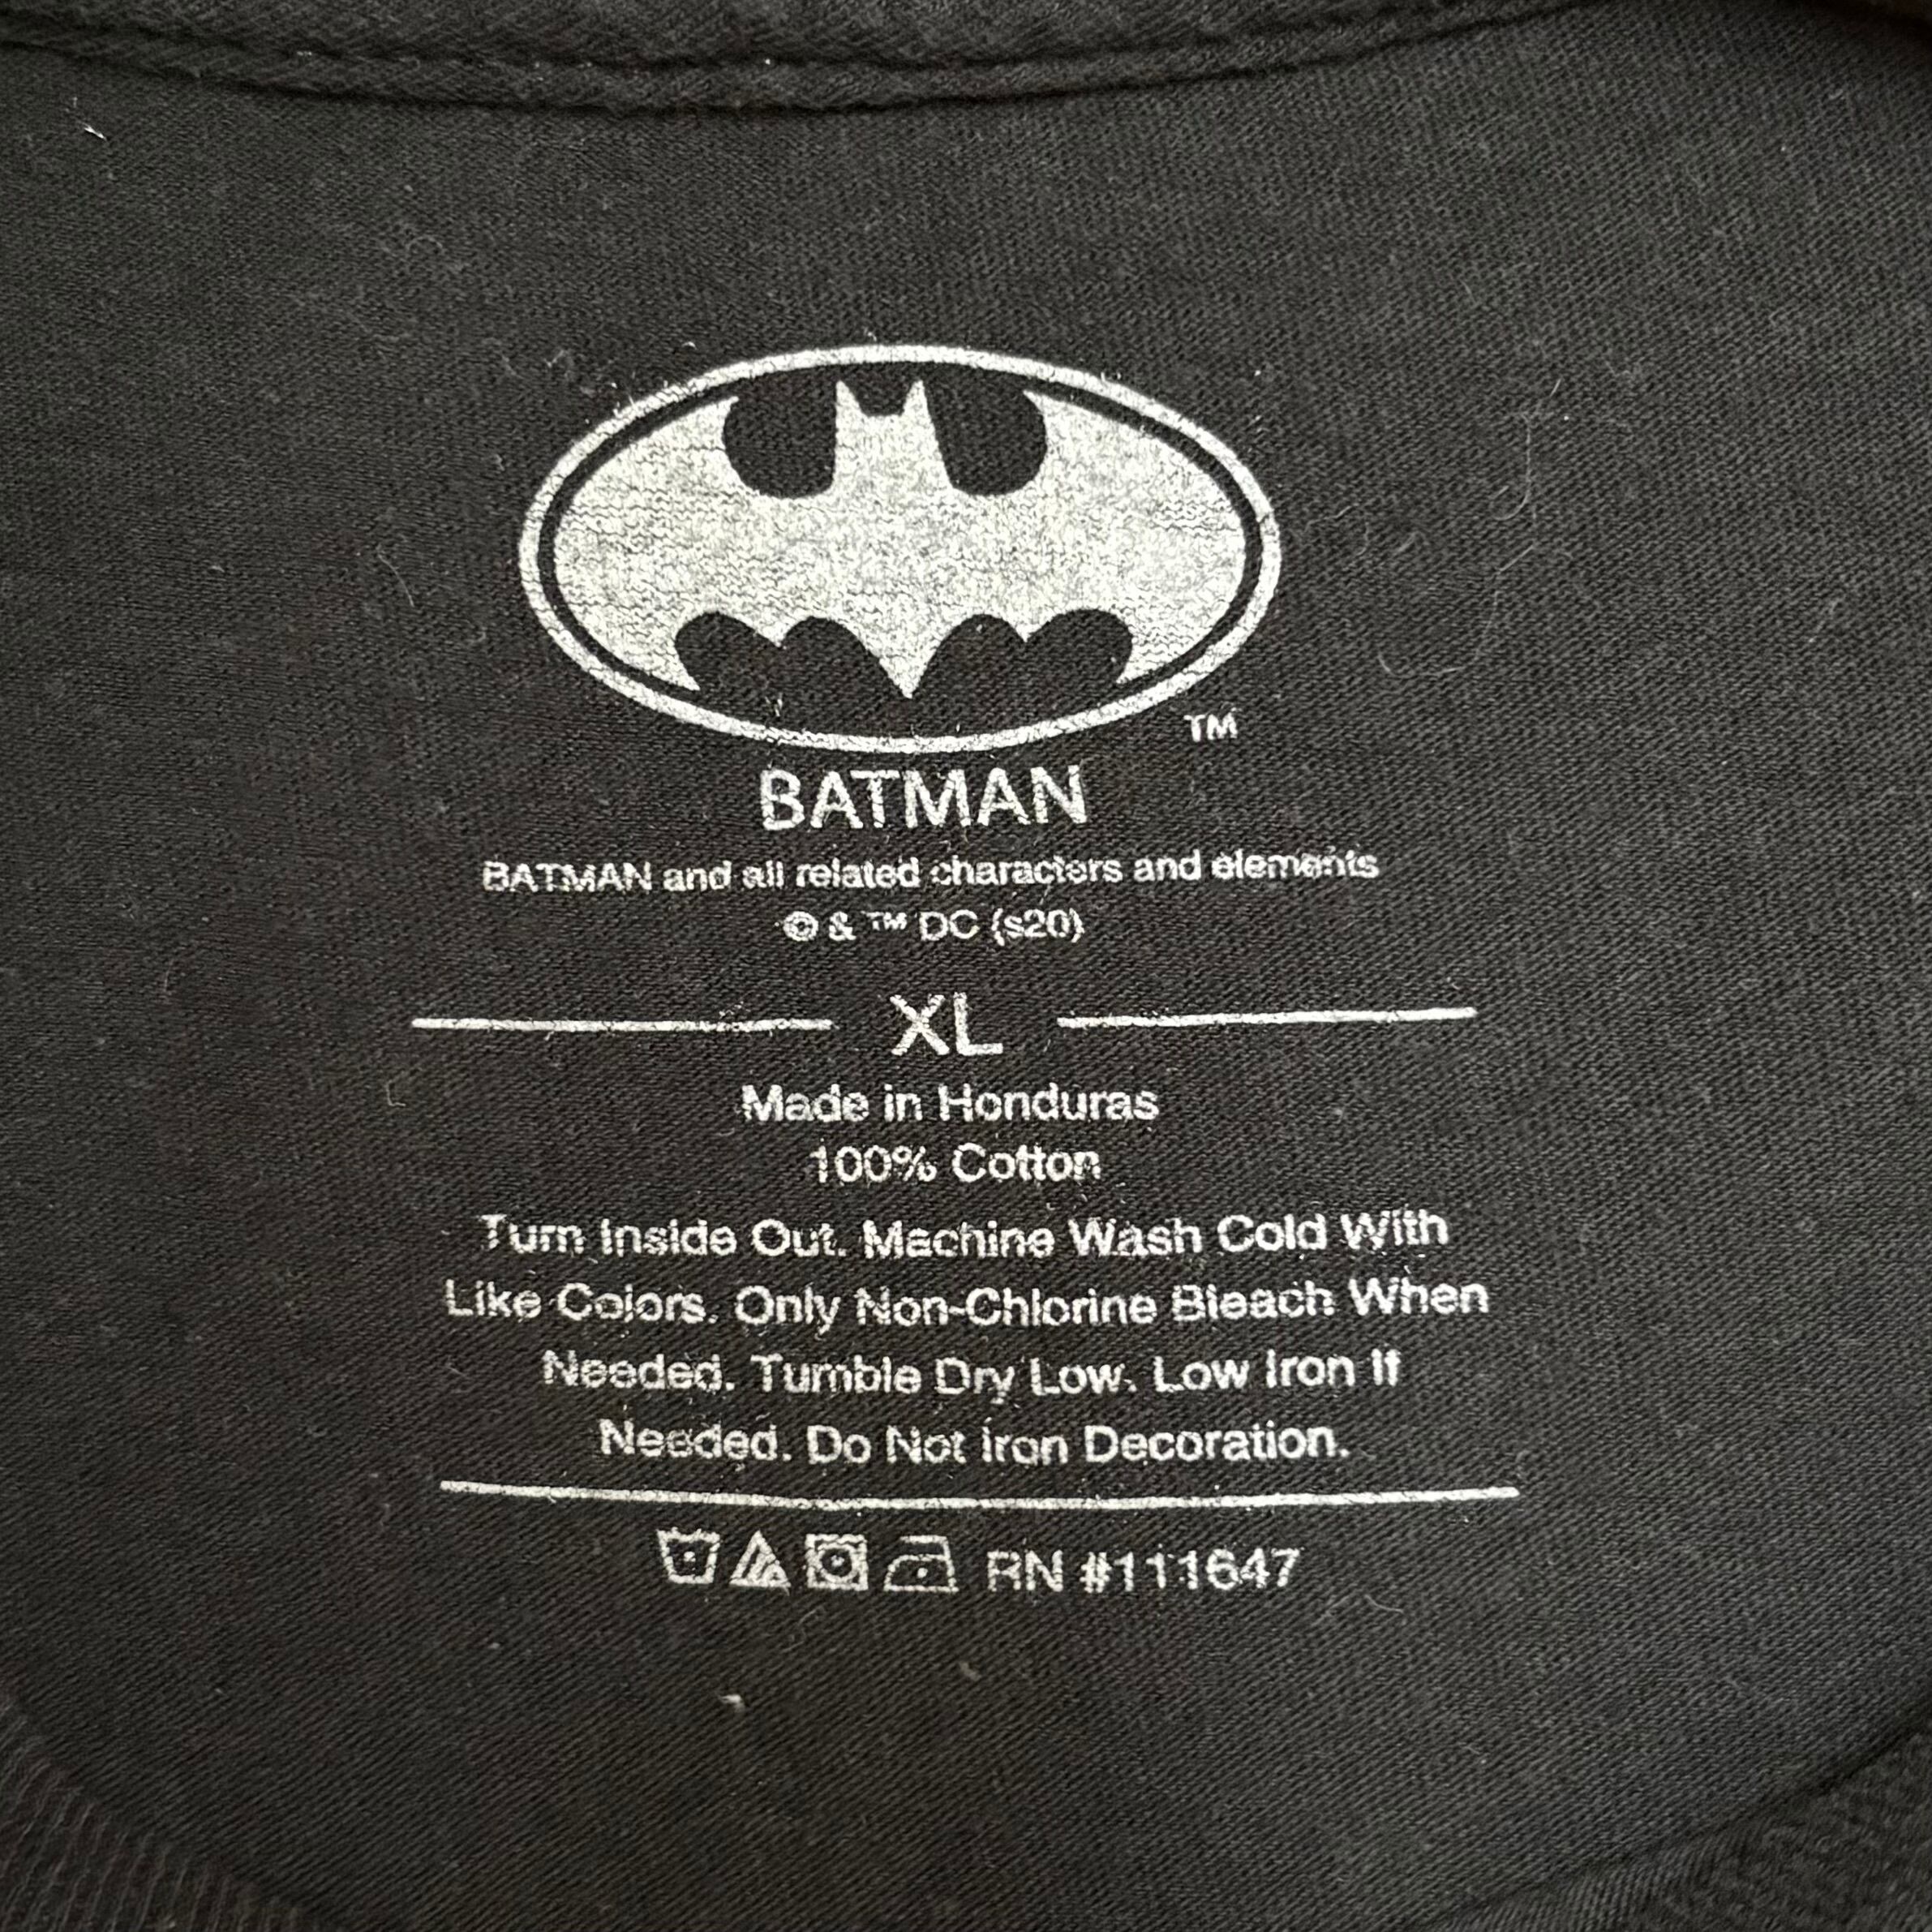 TM
BATMAN
BATMAN and all related characters and elements
© & ™ DC (s20)
XL
Made in Honduras
100% Cotton
Turn Inside Out. Machine Wash Cold With
Like Colors. Only Non-Chlorine Bleach When
Needed. Tumble Dry Low. Low Iron If
Needed. Do Not Iron Decoration.
RN #111647